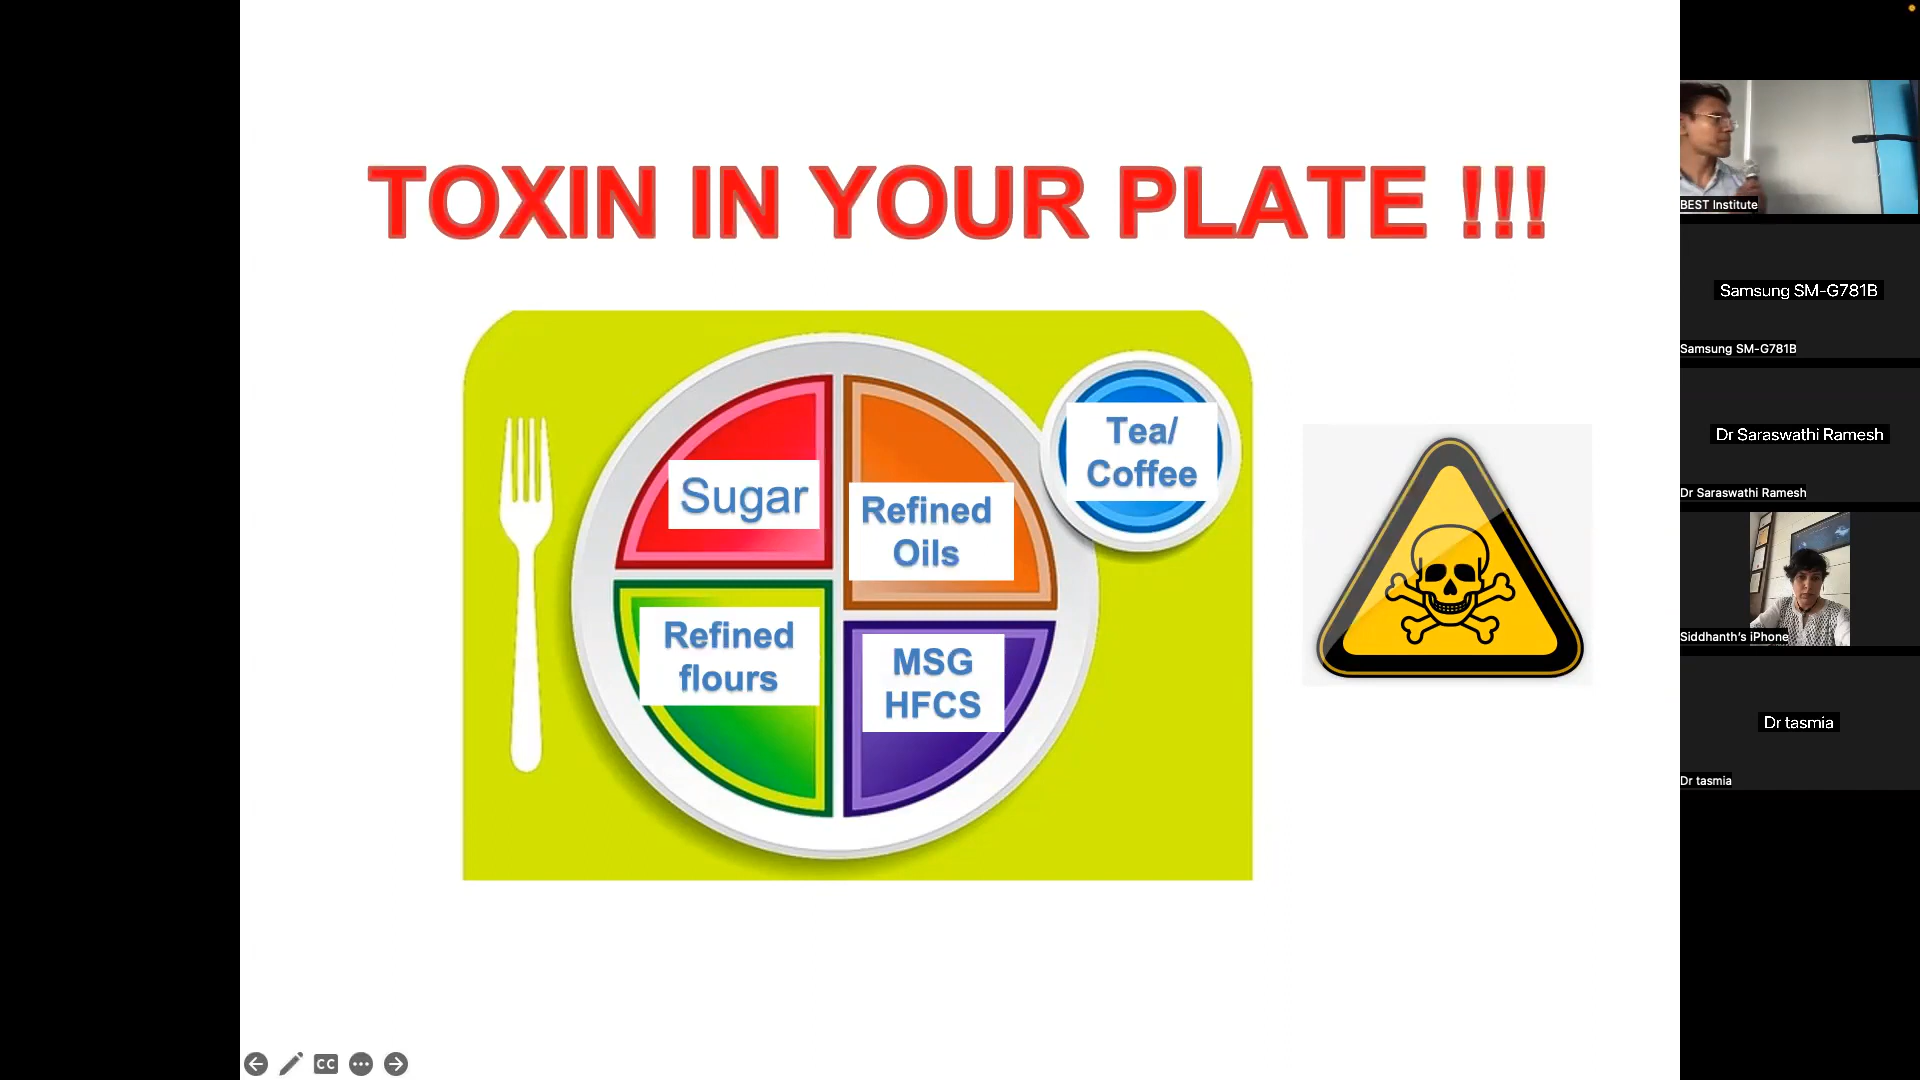 TOXIN IN YOUR PLATE !!!
Sugar
Refined
Oils
Tea/
Coffee
Refined
flours
MSG
HFCS
CC
BEST Institute
Samsung SM-G781B
Samsung SM-G781B
Dr Saraswathi Ramesh
Dr Saraswathi Ramesh
Siddhanth's iPhone
Dr tasmia
Dr tasmia